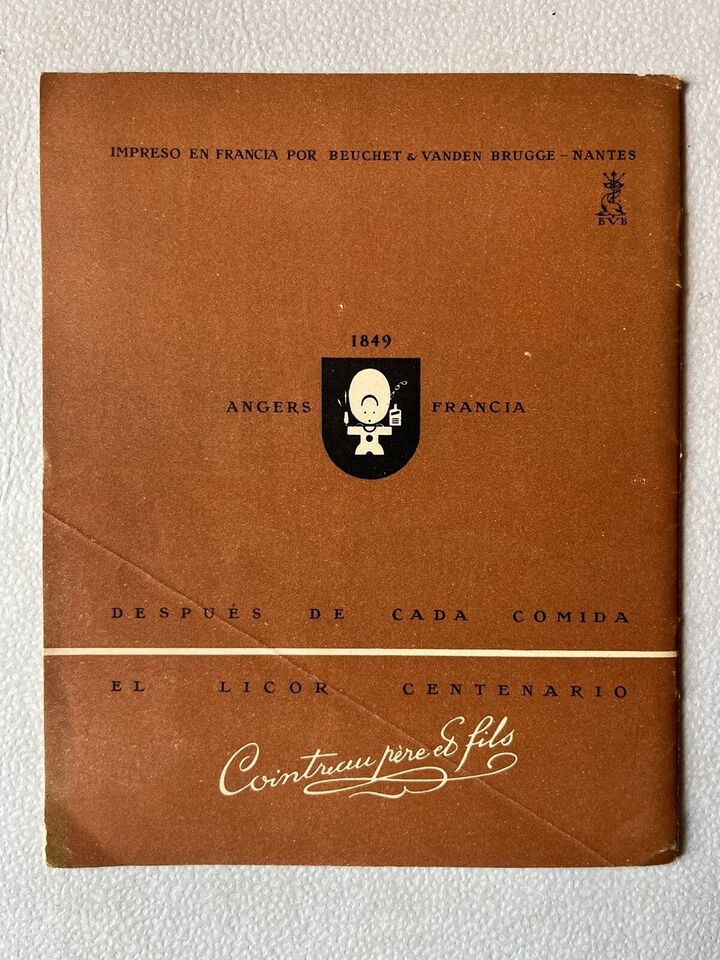 IMPRESO EN FRANCIA POR BEUCHET & VANDEN BRUGGE – NANTES
BVB
1849
ANGERS FRANCIA
DESPUÉS DE CADA COMIDA
EL LICOR CENTENARIO
Cointreau père et fils